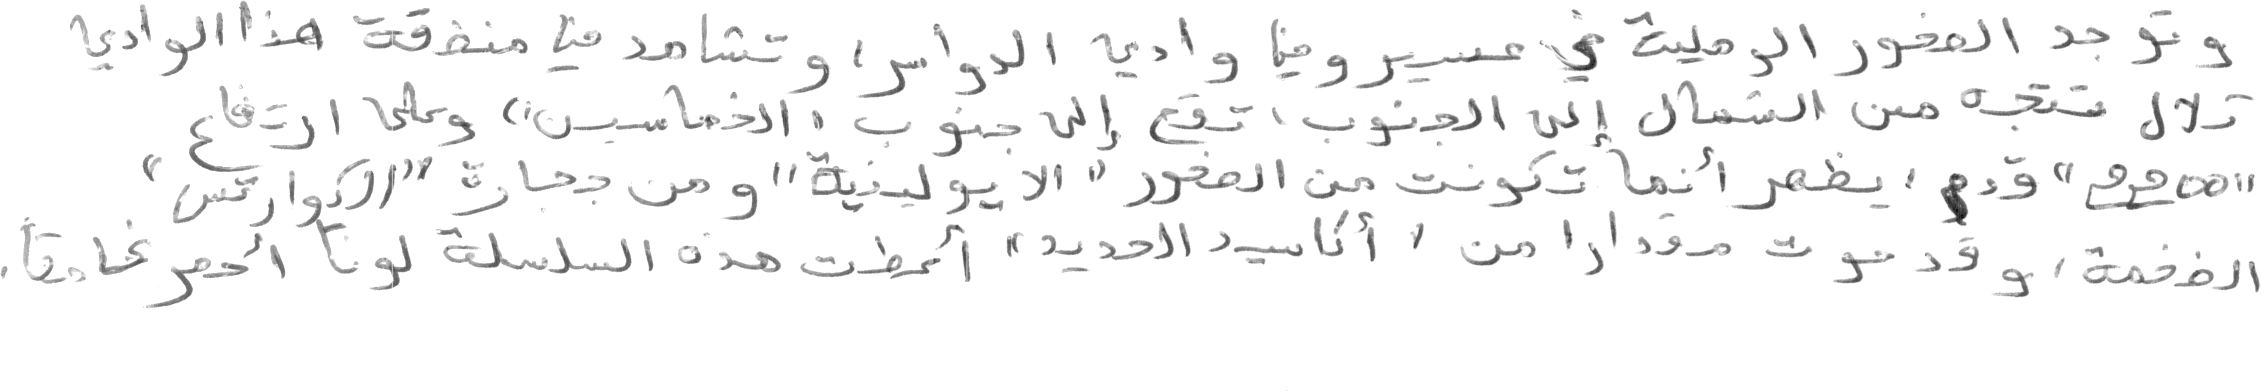 وتوجد الصخور الرملية في عسير وفي وادي الدواسر، وتشاهد في منطقة هذا الوادي
تلال تتجه من الشمال إلى الجنوب، تقع إلى جنوب "الخماسين"، وعلى ارتفاع
قدم، يظهر أنها تكونت من الصخور "الايولينية" ومن حجارة "الكوارتس"
الضخمة، وقد حوت مقدارا من "أكاسيد الحديد" أعطت هذه السلسلة لوناً أحمر غامقاً.